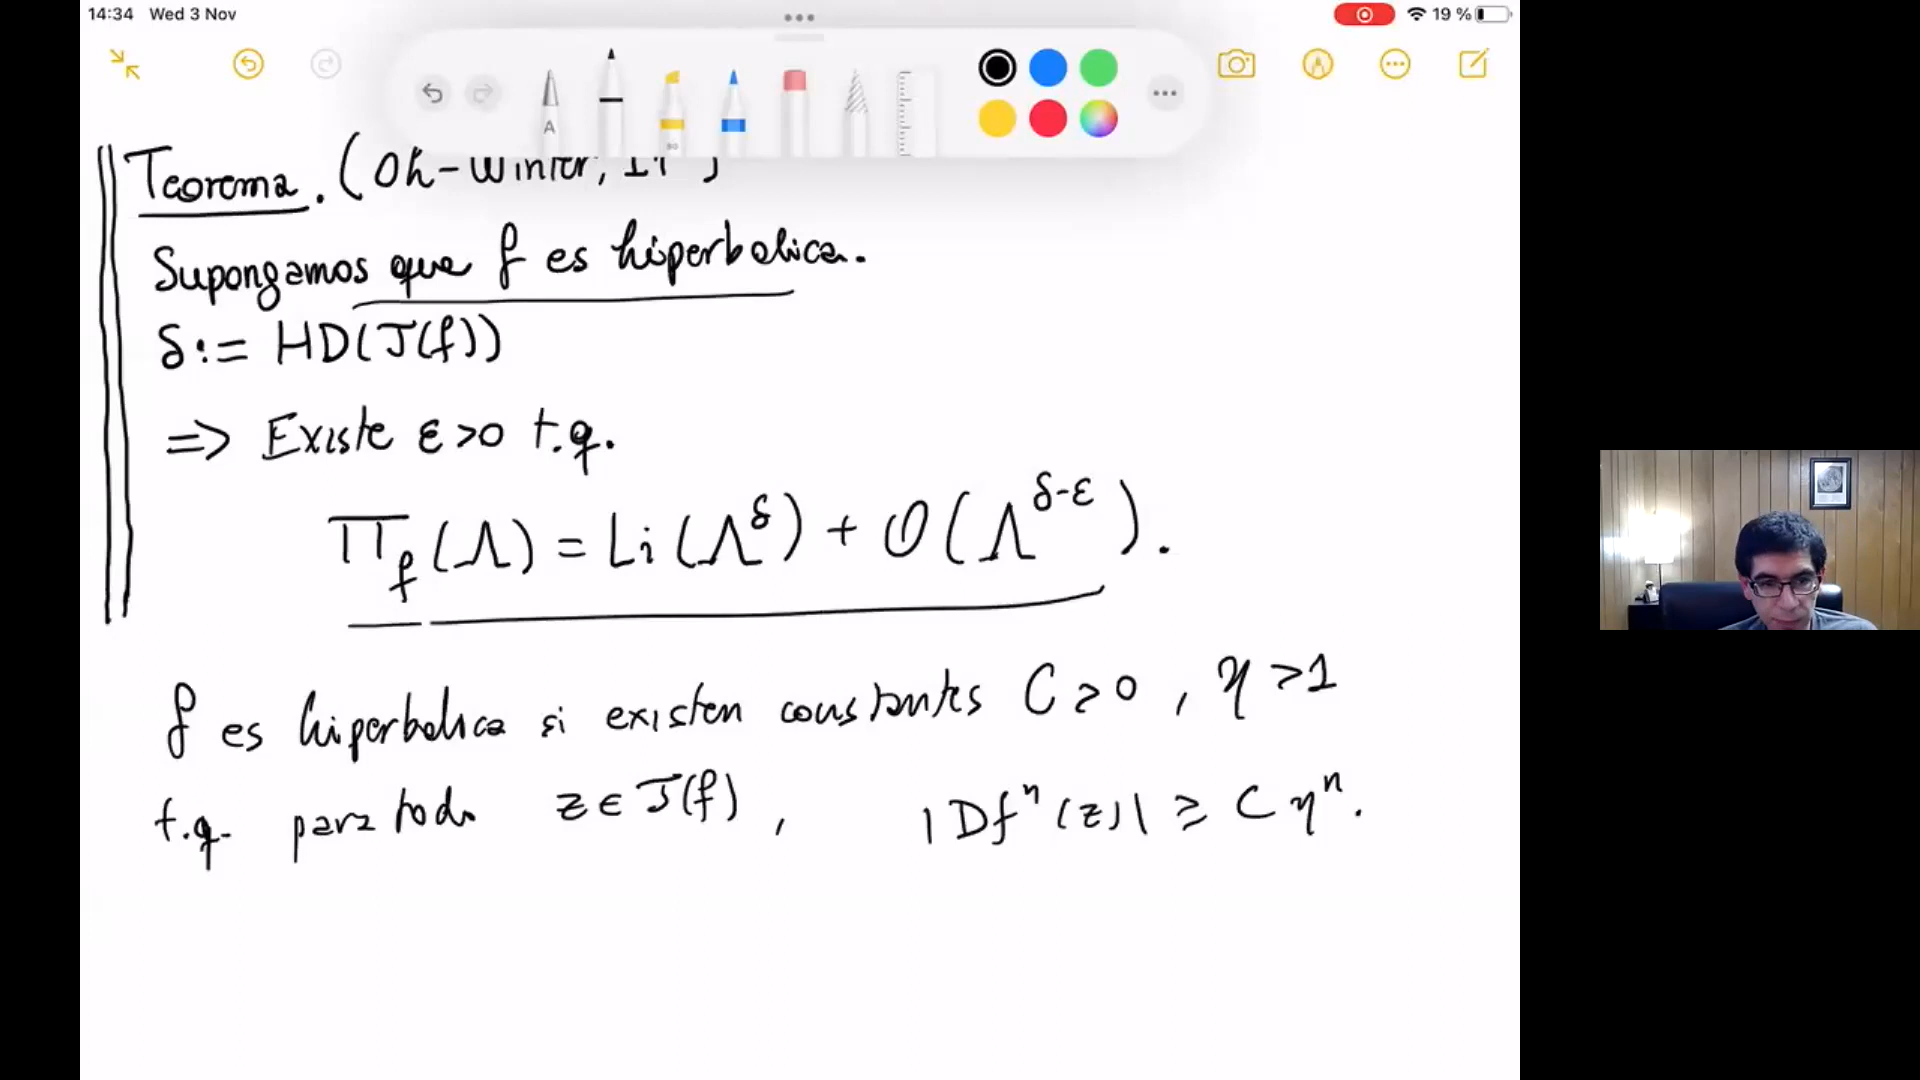 14:34 Wed 3 Nov
19 %
A
80
Teorema. (Oh-Winter, )
Supongamos que f es hiperbolica.
δ := HD(J(f))
=> Existe ε>0 t.q.
Π_f(Λ) = Li(Λ^δ) + O(Λ^{δ-ε}).
f es hiperbolica si existen constantes C>0, η>1
t.q. para todo z∈J(f), |Df^n(z)| ≥ Cη^n.